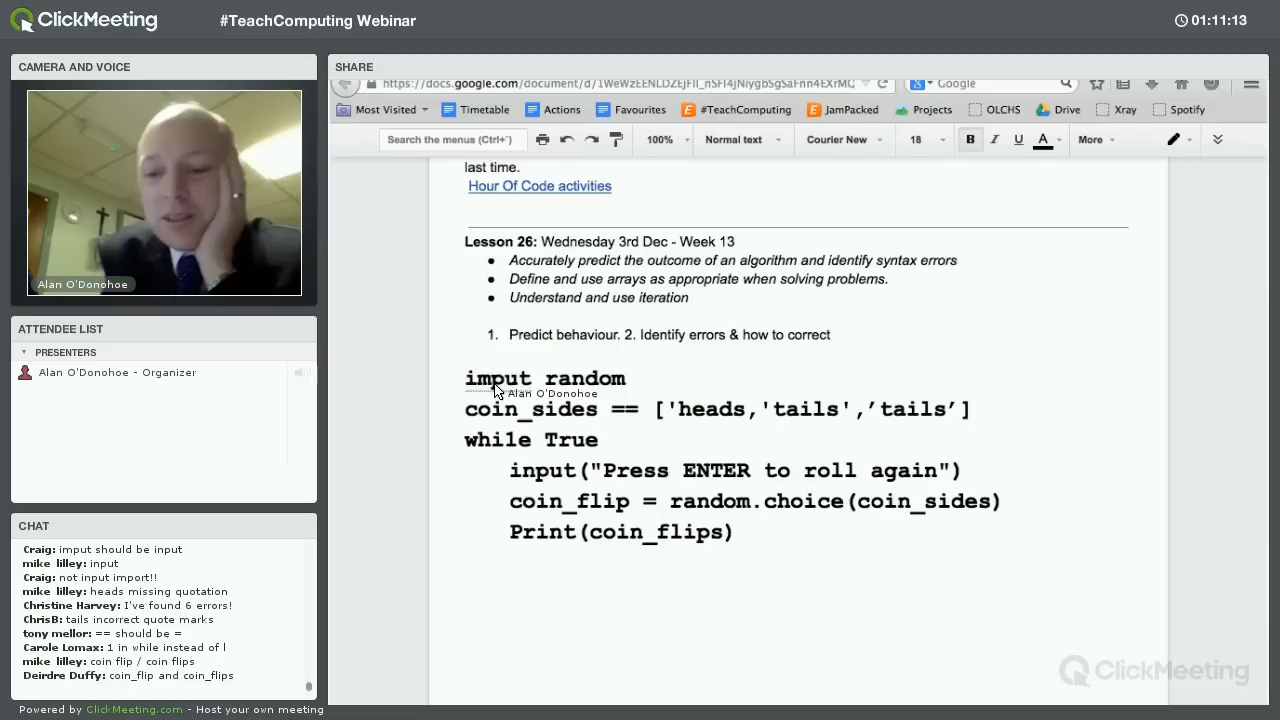 ClickMeeting
#TeachComputing Webinar
01:11:13
CAMERA AND VOICE
Alan O'Donohoe
ATTENDEE LIST
PRESENTERS
Alan O'Donohoe - Organizer
CHAT
Craig: imput should be input
mike lilley: input
Craig: not input import!!
mike lilley: heads missing quotation
Christine Harvey: I've found 6 errors!
ChrisB: tails incorrect quote marks
tony mellor: == should be =
Carole Lomax: 1 in while instead of l
mike lilley: coin flip / coin flips
Deirdre Duffy: coin_flip and coin_flips
Powered by ClickMeeting.com - Host your own meeting
SHARE
Google
Most Visited Timetable Actions Favourites #TeachComputing JamPacked Projects OLCHS Drive Xray Spotify
Search the menus (Ctrl+`) 100% Normal text Courier New 18 B I U A More
last time.
Hour Of Code activities
Lesson 26: Wednesday 3rd Dec - Week 13
● Accurately predict the outcome of an algorithm and identify syntax errors
● Define and use arrays as appropriate when solving problems.
● Understand and use iteration
1. Predict behaviour. 2. Identify errors & how to correct
imput random
Alan O'Donohoe
coin_sides == ['heads,'tails',’tails’]
whi1e True
input("Press ENTER to roll again")
coin_flip = random.choice(coin_sides)
Print(coin_flips)
ClickMeeting